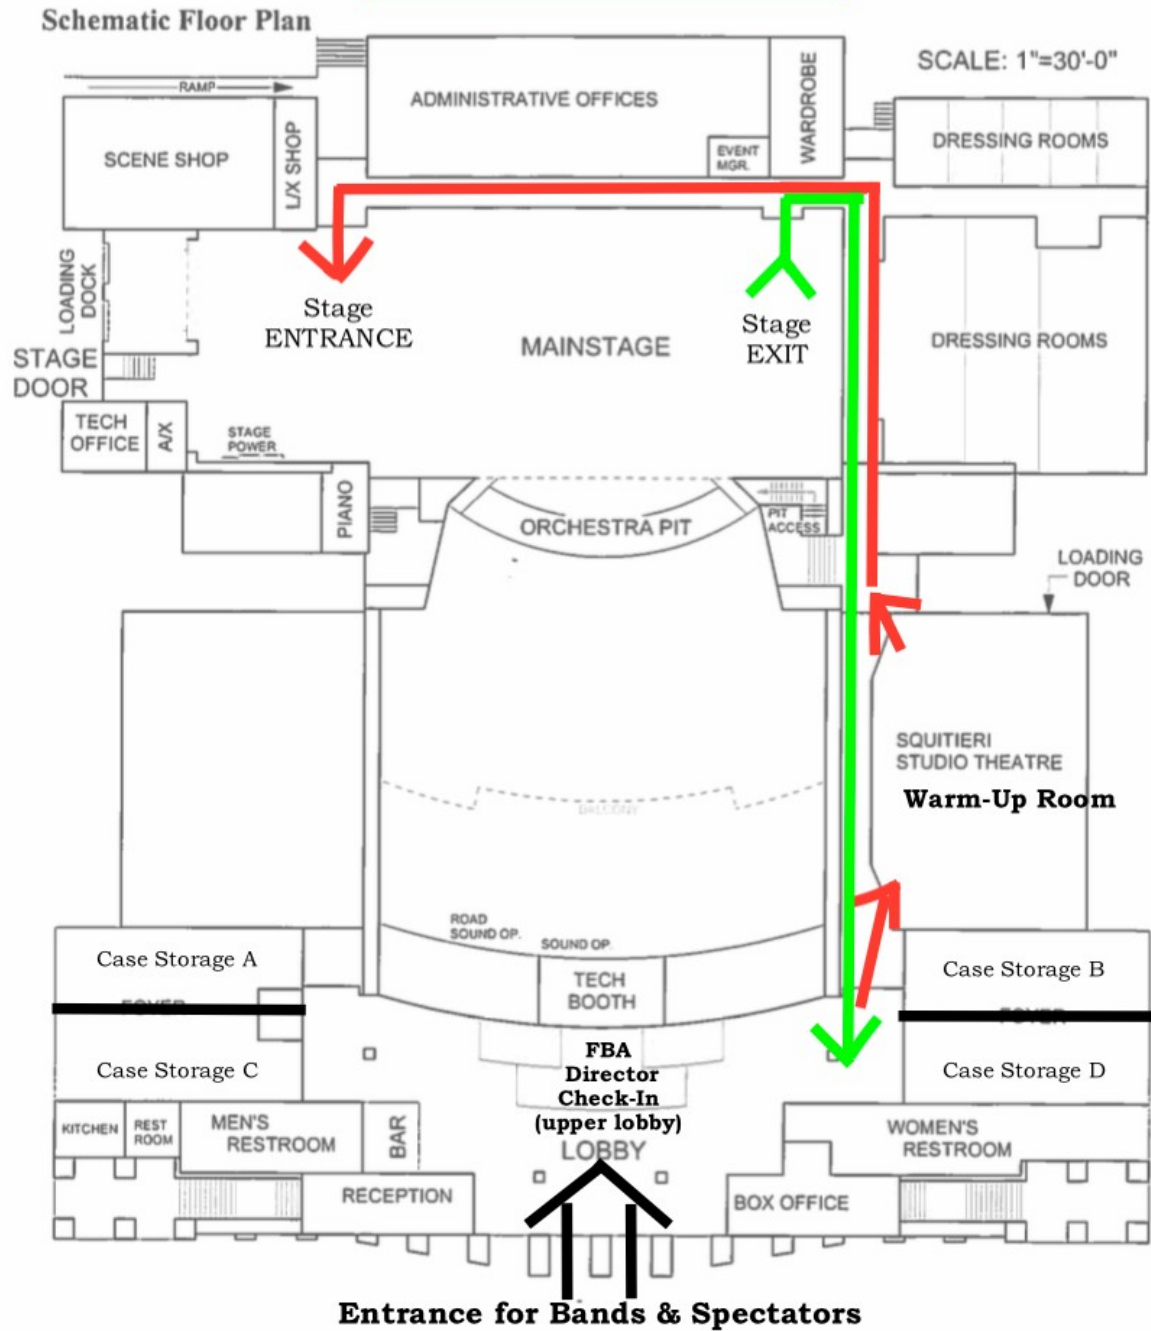 Schematic Floor Plan
SCALE: 1"=30'-0"
RAMP
ADMINISTRATIVE OFFICES
WARDROBE
SCENE SHOP
L/X SHOP
EVENT
MGR.
DRESSING ROOMS
LOADING
DOCK
Stage
ENTRANCE
Stage
EXIT
MAINSTAGE
DRESSING ROOMS
STAGE
DOOR
TECH
OFFICE
A/X
STAGE
POWER
PIANO
ORCHESTRA PIT
PIT
ACCESS
LOADING
DOOR
SQUITIERI
STUDIO THEATRE
Warm-Up Room
BALCONY
ROAD
SOUND OP.
SOUND OP.
TECH
BOOTH
Case Storage A
Case Storage B
FOYER
FOYER
Case Storage C
Case Storage D
FBA
Director
Check-In
(upper lobby)
LOBBY
KITCHEN
REST
ROOM
MEN'S
RESTROOM
BAR
WOMEN'S
RESTROOM
RECEPTION
BOX OFFICE
Entrance for Bands & Spectators